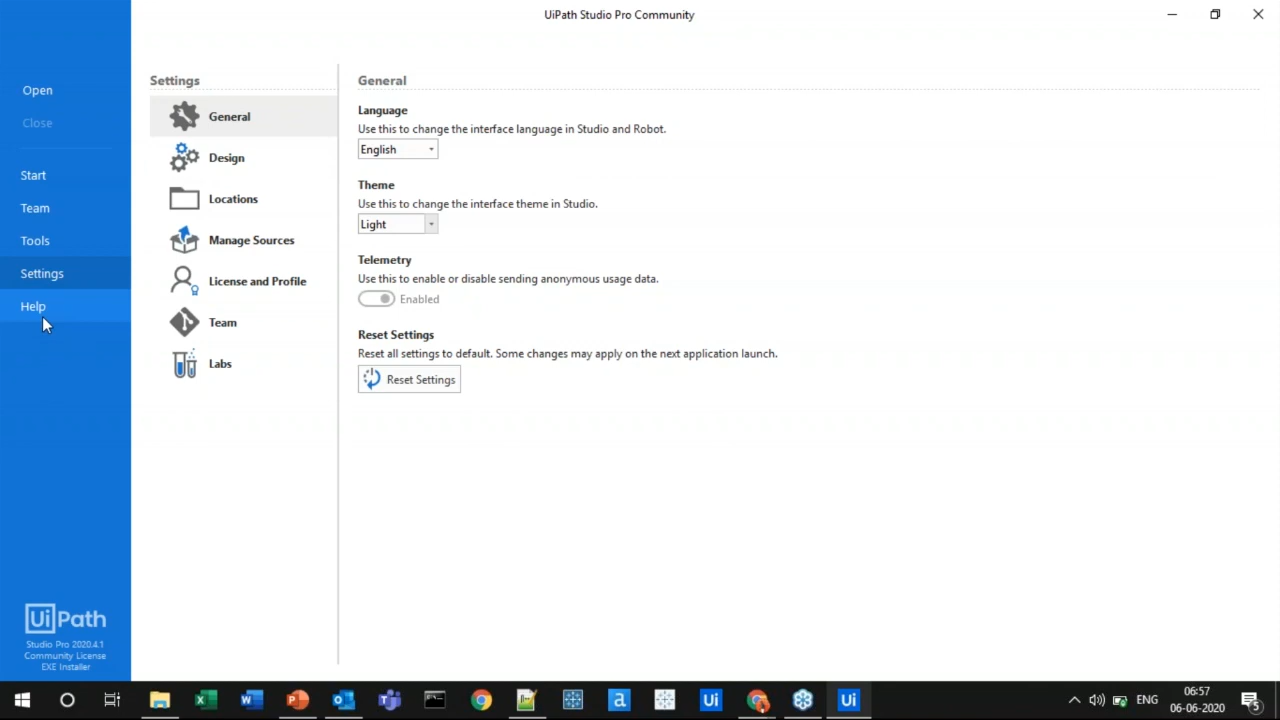 UiPath Studio Pro Community
Open
Close
Start
Team
Tools
Settings
Help
UiPath
Studio Pro 2020.4.1
Community License
EXE Installer
Settings
General
Design
Locations
Manage Sources
License and Profile
Team
Labs
General
Language
Use this to change the interface language in Studio and Robot.
English
Theme
Use this to change the interface theme in Studio.
Light
Telemetry
Use this to enable or disable sending anonymous usage data.
Enabled
Reset Settings
Reset all settings to default. Some changes may apply on the next application launch.
Reset Settings
Ui
Ui
ENG
06:57
06-06-2020
5